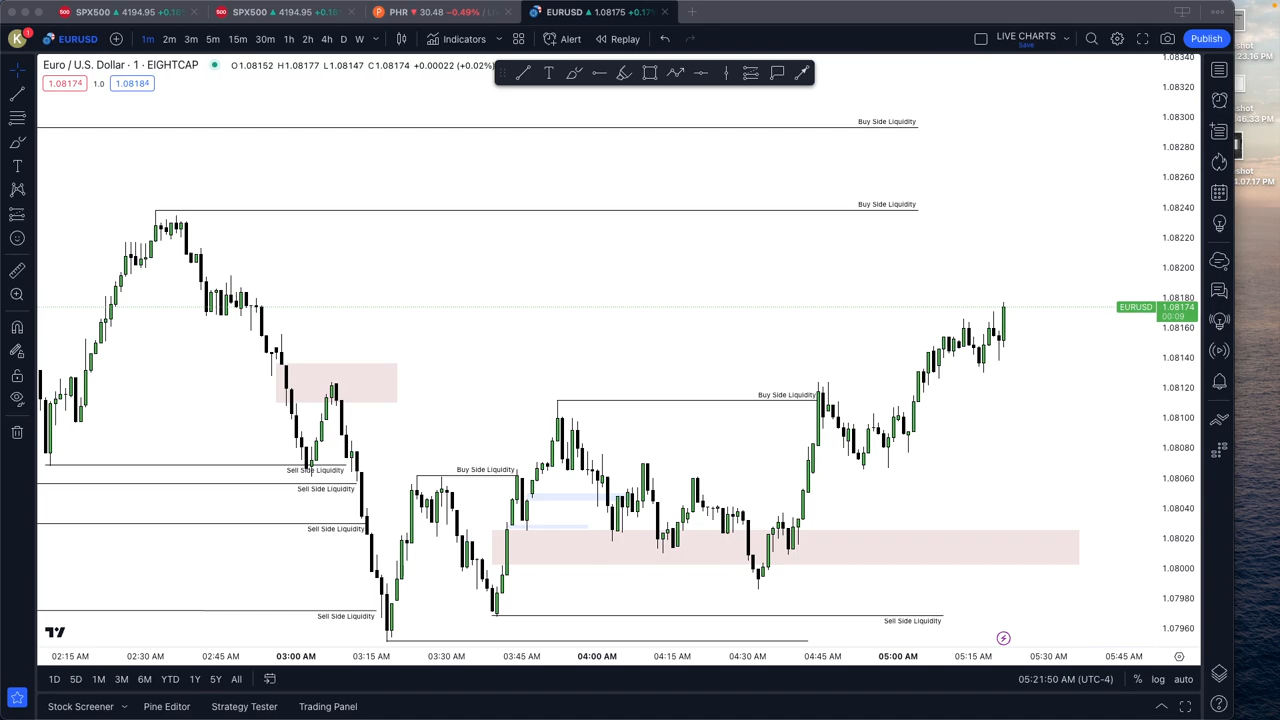 SPX500 4194.95 +0.18
SPX500 4194.95 +0.18
PHR 30.48 −0.49%
EURUSD 1.08175 +0.17
K 1
EURUSD 1m 2m 3m 5m 15m 30m 1h 2h 4h D W Indicators Alert Replay LIVE CHARTS Save Publish
Euro / U.S. Dollar · 1 · EIGHTCAP O1.08152 H1.08177 L1.08147 C1.08174 +0.00022 (+0.02%)
1.08174 1.0 1.08184
Buy Side Liquidity
Buy Side Liquidity
Buy Side Liquidity
Buy Side Liquidity
Sell Side Liquidity
Sell Side Liquidity
Sell Side Liquidity
Sell Side Liquidity
Sell Side Liquidity
1.08340
1.08320
1.08300
1.08280
1.08260
1.08240
1.08220
1.08200
1.08180
EURUSD 1.08174
00:09
1.08160
1.08140
1.08120
1.08100
1.08080
1.08060
1.08040
1.08020
1.08000
1.07980
1.07960
02:15 AM 02:30 AM 02:45 AM 03:00 AM 03:15 AM 03:30 AM 03:45 AM 04:00 AM 04:15 AM 04:30 AM 04:45 AM 05:00 AM 05:15 AM 05:30 AM 05:45 AM
1D 5D 1M 3M 6M YTD 1Y 5Y All 05:21:50 AM (UTC-4) % log auto
Stock Screener Pine Editor Strategy Tester Trading Panel